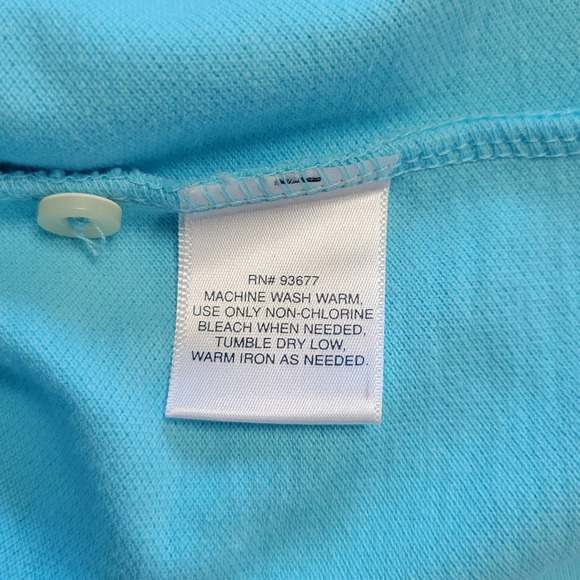 RN# 93677
MACHINE WASH WARM,
USE ONLY NON-CHLORINE
BLEACH WHEN NEEDED.
TUMBLE DRY LOW,
WARM IRON AS NEEDED.